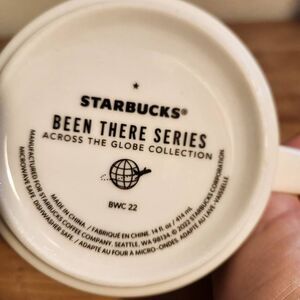 STARBUCKS®
BEEN THERE SERIES
ACROSS THE GLOBE COLLECTION
BWC 22
MADE IN CHINA. / FABRIQUÉ EN CHINE. 14 fl oz / 414 mL
MANUFACTURED FOR STARBUCKS COFFEE COMPANY. SEATTLE, WA 98134 © 2022 STARBUCKS CORPORATION
MICROWAVE SAFE. DISHWASHER SAFE. / ADAPTÉ AU FOUR À MICRO-ONDES. ADAPTÉ AU LAVE-VAISSELLE